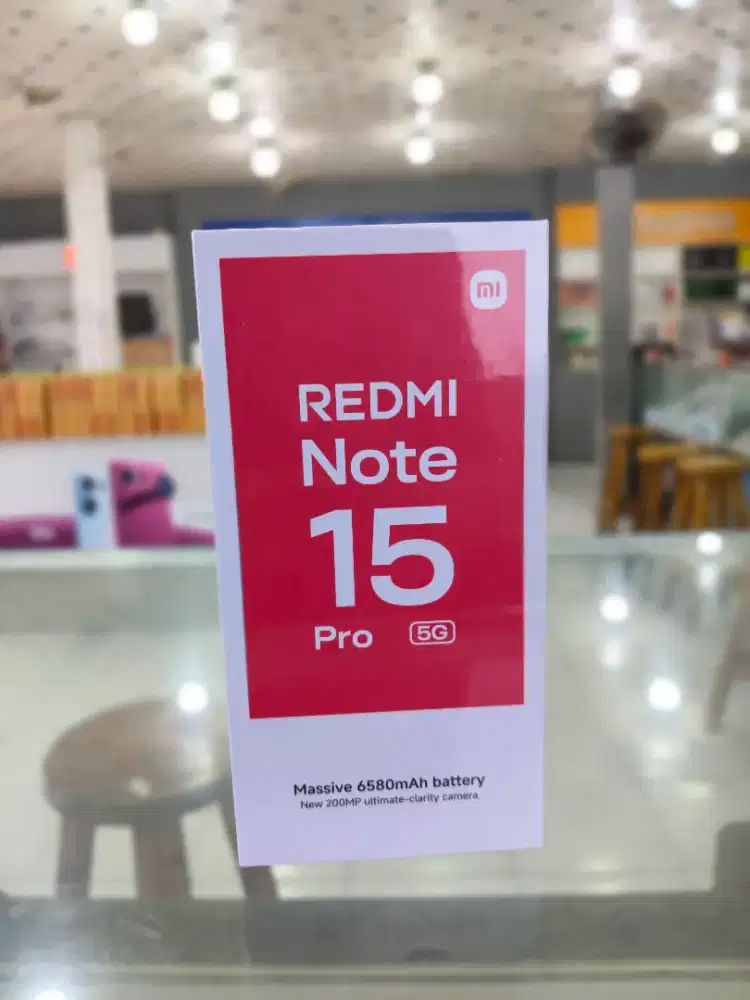 mi
REDMI
Note
15
Pro 5G
Massive 6580mAh battery
New 200MP ultimate-clarity camera